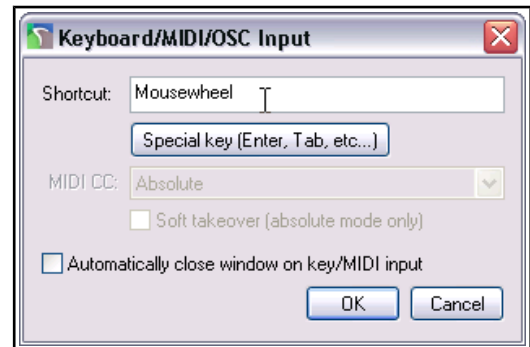 Keyboard/MIDI/OSC Input
Shortcut: Mousewheel
Special key (Enter, Tab, etc...)
MIDI CC: Absolute
Soft takeover (absolute mode only)
Automatically close window on key/MIDI input
OK Cancel